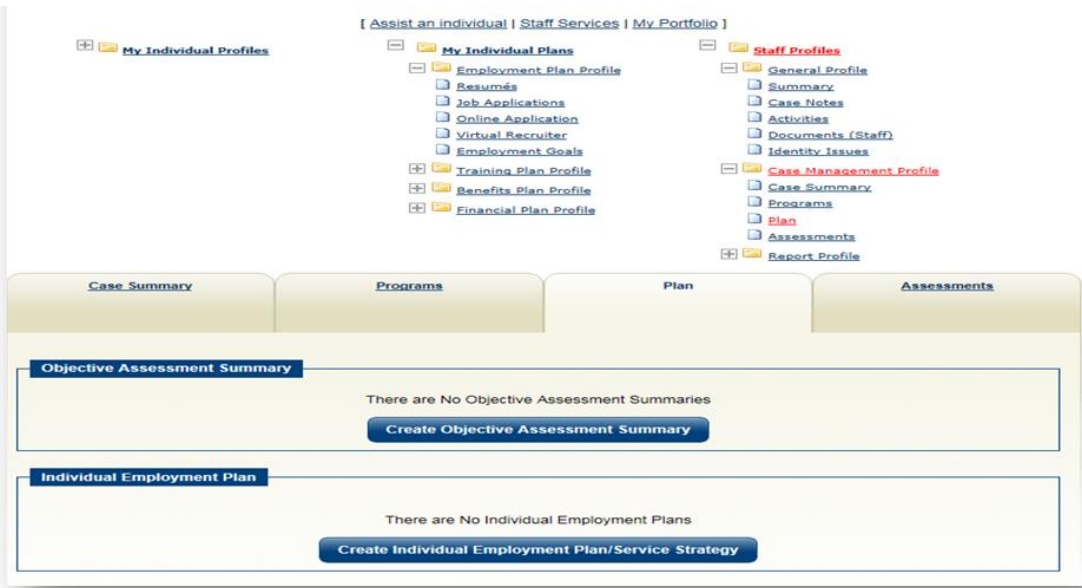 [ Assist an individual | Staff Services | My Portfolio ]
My Individual Profiles
My Individual Plans
Employment Plan Profile
Resumés
Job Applications
Online Application
Virtual Recruiter
Employment Goals
Training Plan Profile
Benefits Plan Profile
Financial Plan Profile
Staff Profiles
General Profile
Summary
Case Notes
Activities
Documents (Staff)
Identity Issues
Case Management Profile
Case Summary
Programs
Plan
Assessments
Report Profile
Case Summary
Programs
Plan
Assessments
Objective Assessment Summary
There are No Objective Assessment Summaries
Create Objective Assessment Summary
Individual Employment Plan
There are No Individual Employment Plans
Create Individual Employment Plan/Service Strategy